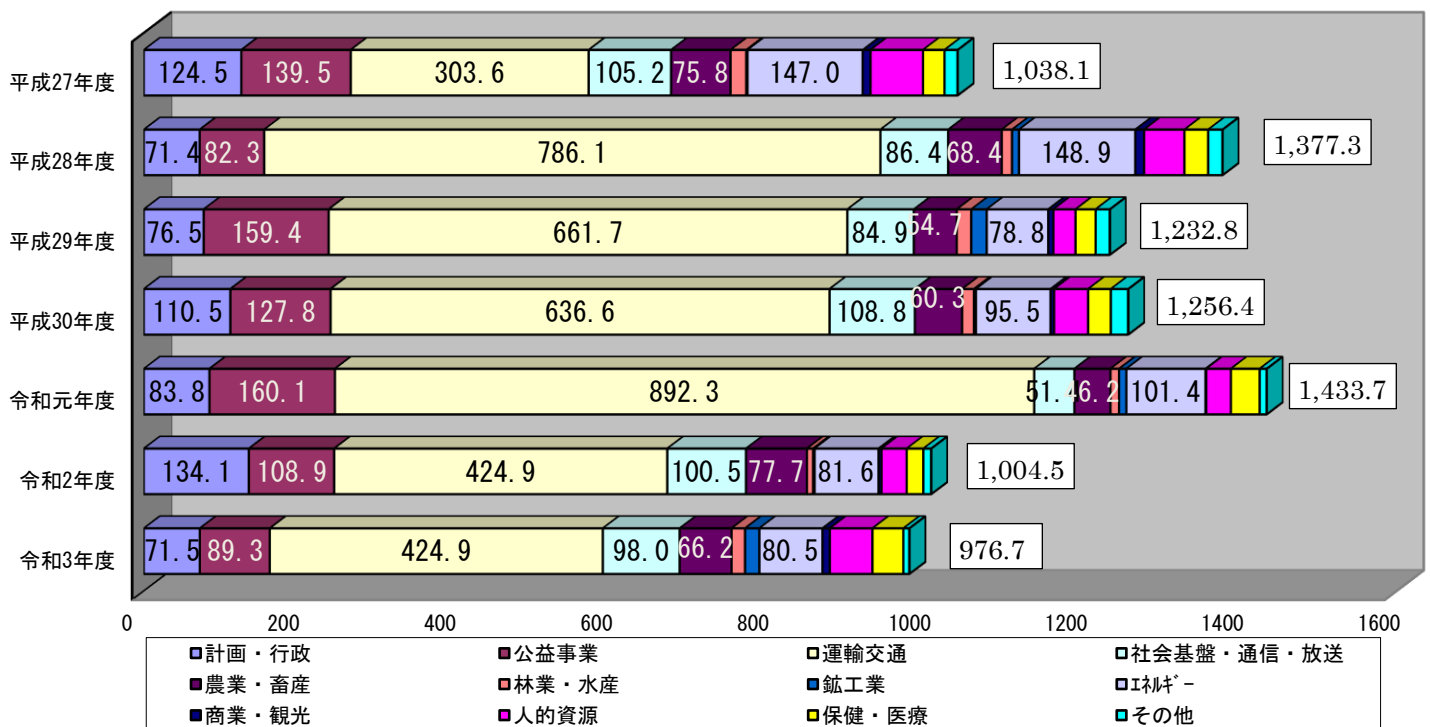 平成27年度 124.5 139.5 303.6 105.2 75.8 147.0 1,038.1
平成28年度 71.4 82.3 786.1 86.4 68.4 148.9 1,377.3
平成29年度 76.5 159.4 661.7 84.9 54.7 78.8 1,232.8
平成30年度 110.5 127.8 636.6 108.8 60.3 95.5 1,256.4
令和元年度 83.8 160.1 892.3 51. 46.2 101.4 1,433.7
令和2年度 134.1 108.9 424.9 100.5 77.7 81.6 1,004.5
令和3年度 71.5 89.3 424.9 98.0 66.2 80.5 976.7
0 200 400 600 800 1000 1200 1400 1600
計画・行政 公益事業 運輸交通 社会基盤・通信・放送
農業・畜産 林業・水産 鉱工業 ｴﾈﾙｷﾞｰ
商業・観光 人的資源 保健・医療 その他